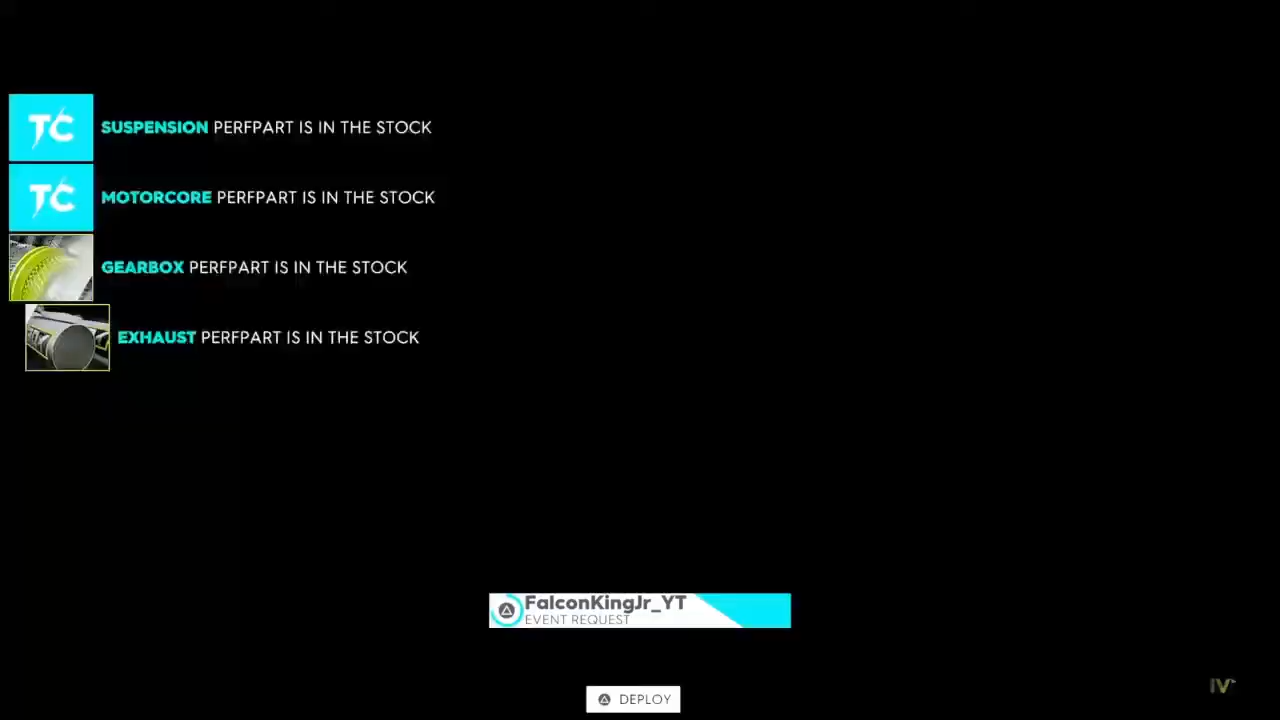 TC SUSPENSION PERFPART IS IN THE STOCK
TC MOTORCORE PERFPART IS IN THE STOCK
GEARBOX PERFPART IS IN THE STOCK
EXHAUST PERFPART IS IN THE STOCK
FalconKingJr_YT
EVENT REQUEST
DEPLOY
IV